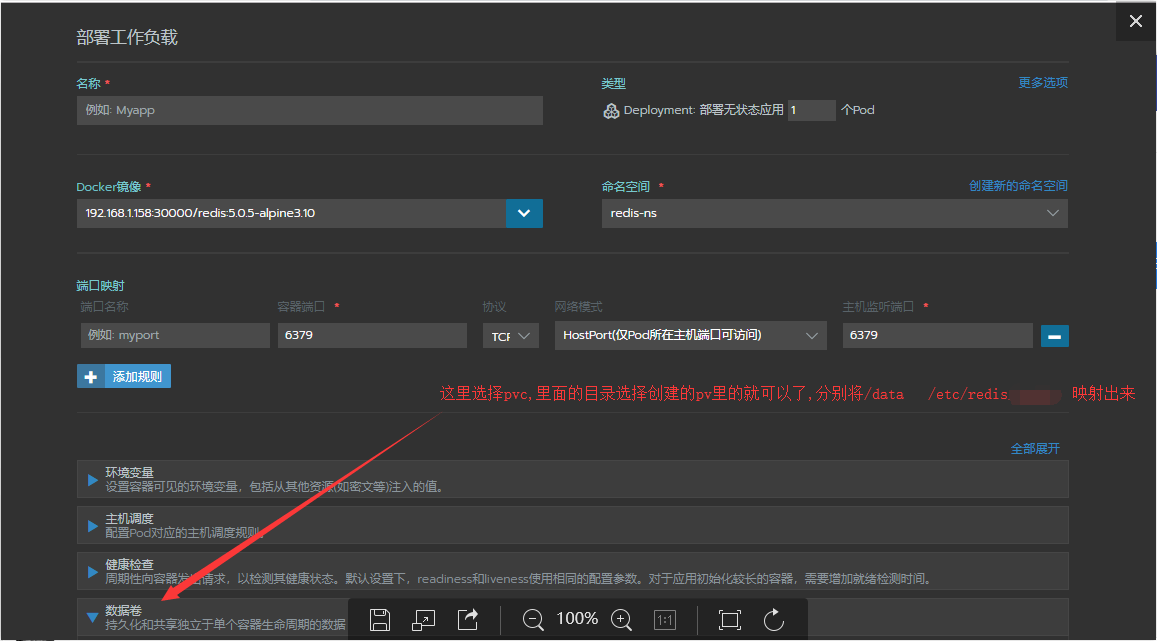 部署工作负载
名称 *
类型
更多选项
例如: Myapp
Deployment: 部署无状态应用 1 个Pod
Docker镜像 *
命名空间 *
创建新的命名空间
192.168.1.158:30000/redis:5.0.5-alpine3.10
redis-ns
端口映射
端口名称
容器端口 *
协议
网络模式
主机监听端口 *
例如: myport
6379
TCP
HostPort(仅Pod所在主机端口可访问)
6379
添加规则
这里选择pvc,里面的目录选择创建的pv里的就可以了,分别将/data /etc/redis 映射出来
全部展开
环境变量
设置容器可见的环境变量，包括从其他资源(如密文等)注入的值。
主机调度
配置Pod对应的主机调度规则。
健康检查
周期性向容器发出请求，以检测其健康状态。默认设置下，readiness和liveness使用相同的配置参数。对于应用初始化较长的容器，需要增加就绪检测时间。
数据卷
持久化和共享独立于单个容器生命周期的数据
100%
1:1